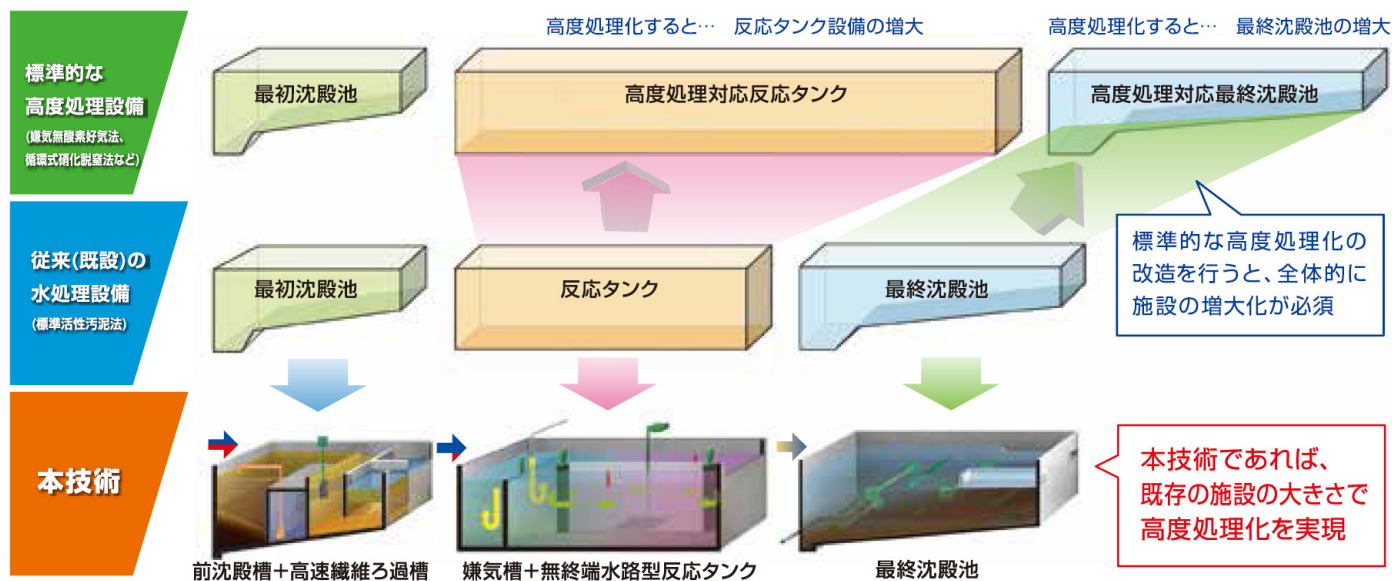 高度処理化すると… 反応タンク設備の増大
高度処理化すると… 最終沈殿池の増大
標準的な
高度処理設備
(嫌気無酸素好気法、
循環式硝化脱窒法など)
最初沈殿池
高度処理対応反応タンク
高度処理対応最終沈殿池
従来(既設)の
水処理設備
(標準活性汚泥法)
最初沈殿池
反応タンク
最終沈殿池
標準的な高度処理化の
改造を行うと、全体的に
施設の増大化が必須
本技術
前沈殿槽+高速繊維ろ過槽
嫌気槽+無終端水路型反応タンク
最終沈殿池
本技術であれば、
既存の施設の大きさで
高度処理化を実現